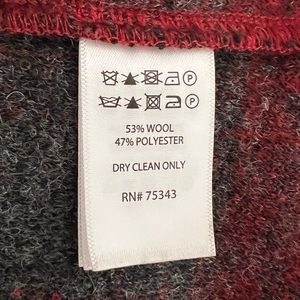 53% WOOL
47% POLYESTER
DRY CLEAN ONLY
RN# 75343